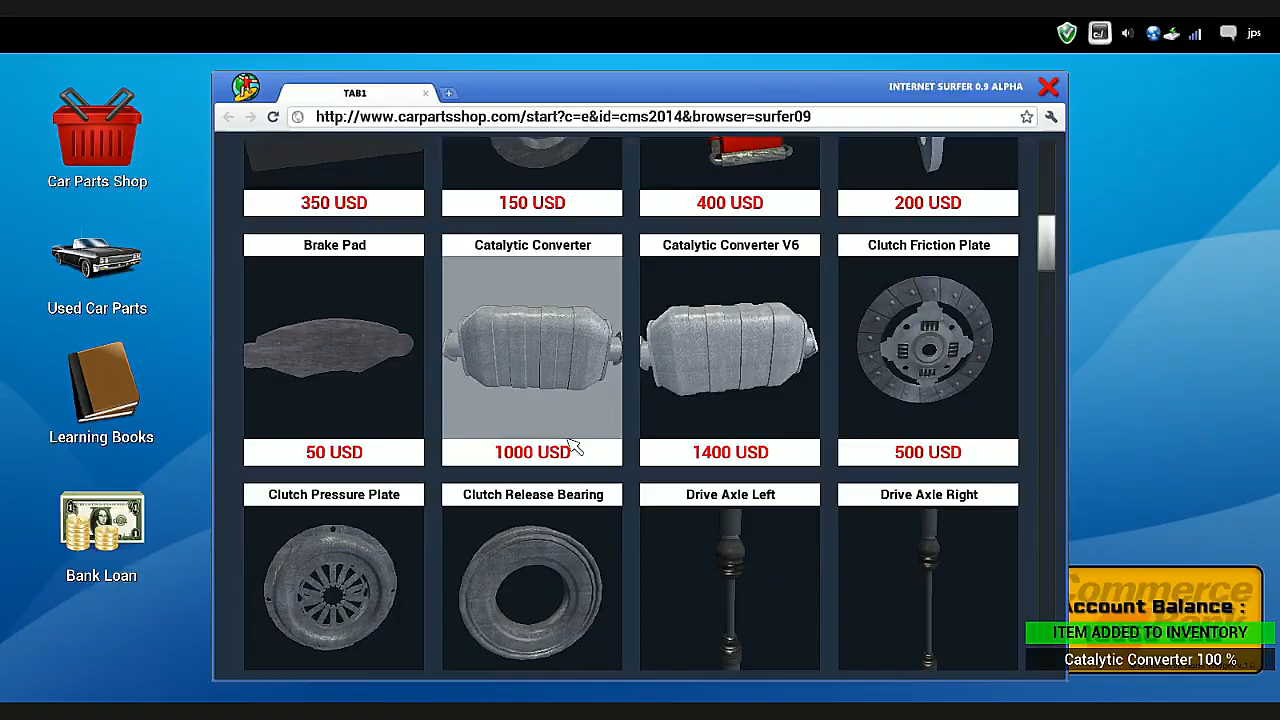 jps
TAB1
INTERNET SURFER 0.9 ALPHA
http://www.carpartsshop.com/start?c=e&id=cms2014&browser=surfer09
Car Parts Shop
Used Car Parts
Learning Books
Bank Loan
350 USD
150 USD
400 USD
200 USD
Brake Pad
Catalytic Converter
Catalytic Converter V6
Clutch Friction Plate
50 USD
1000 USD
1400 USD
500 USD
Clutch Pressure Plate
Clutch Release Bearing
Drive Axle Left
Drive Axle Right
Commerce
Account Balance :
ITEM ADDED TO INVENTORY
Catalytic Converter 100 %